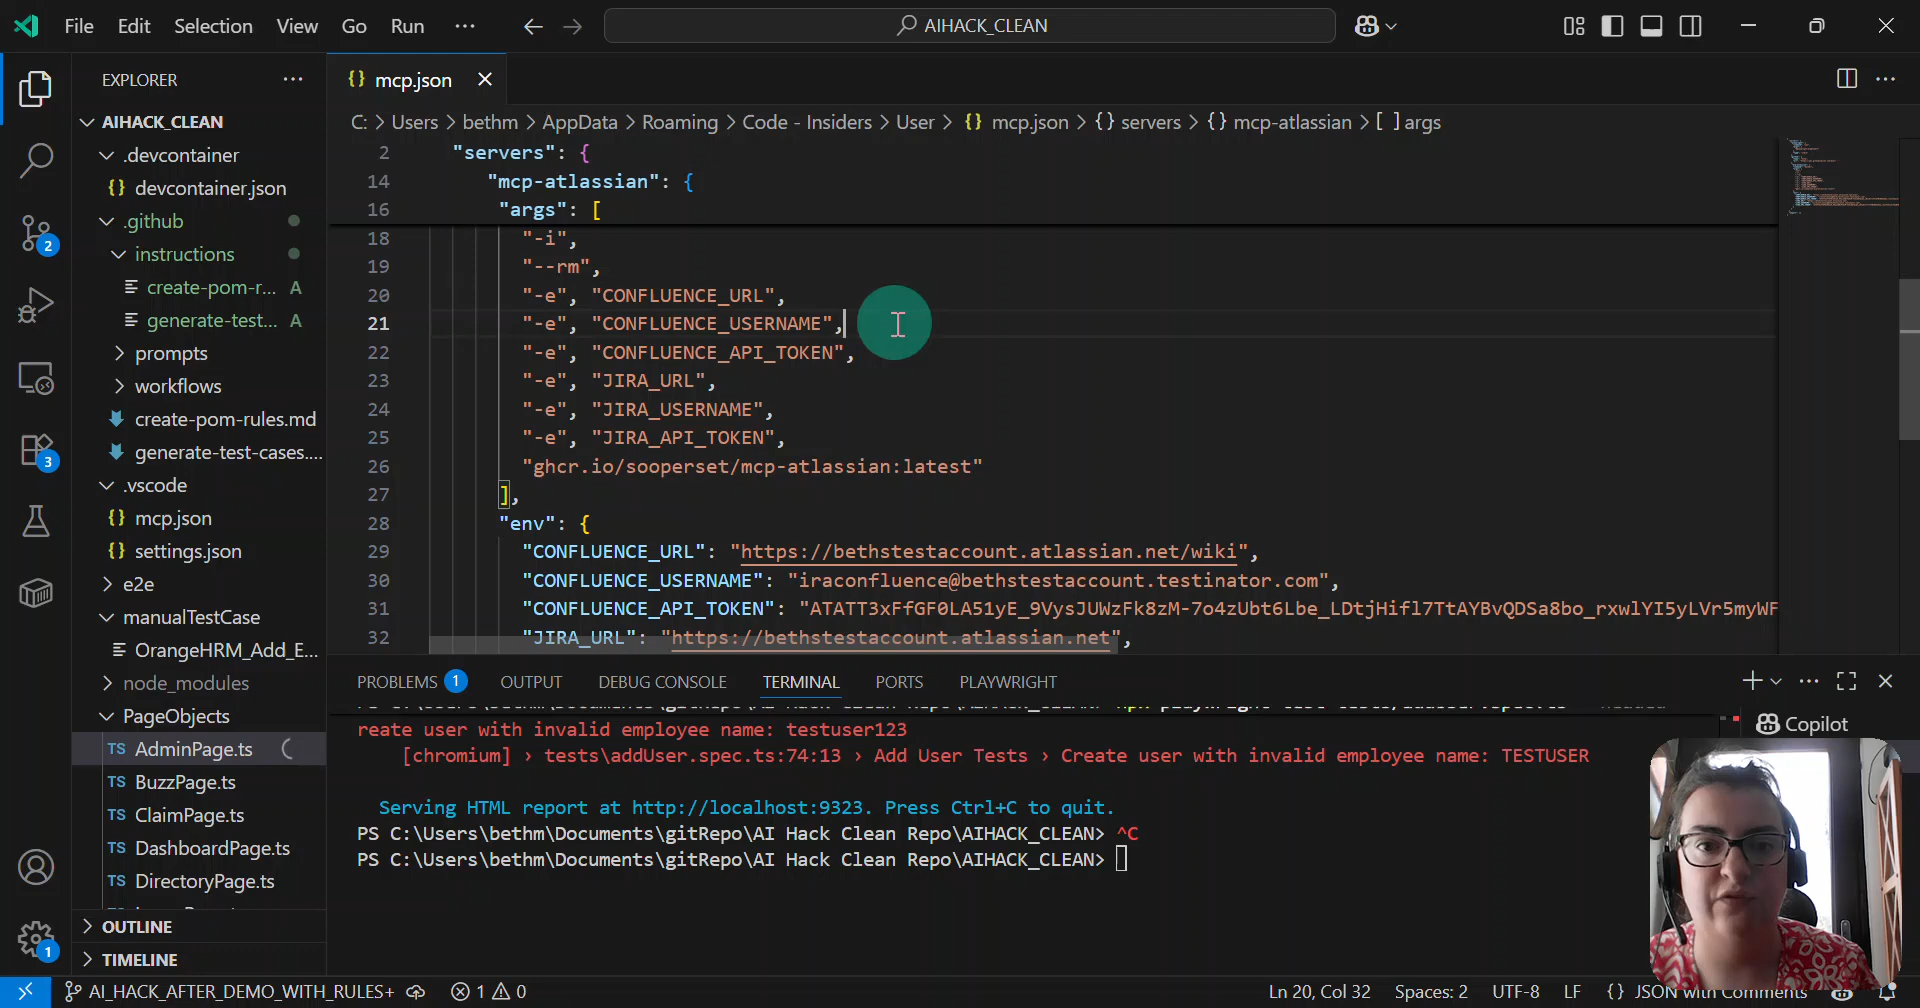 File Edit Selection View Go Run ··· AIHACK_CLEAN
EXPLORER ···
mcp.json
AIHACK_CLEAN
C: > Users > bethm > AppData > Roaming > Code - Insiders > User > {} mcp.json > {} servers > {} mcp-atlassian > [ ] args
.devcontainer
{} devcontainer.json
.github
instructions
create-pom-r... A
generate-test... A
prompts
workflows
create-pom-rules.md
generate-test-cases....
.vscode
{} mcp.json
{} settings.json
e2e
manualTestCase
OrangeHRM_Add_E...
node_modules
PageObjects
TS AdminPage.ts
TS BuzzPage.ts
TS ClaimPage.ts
TS DashboardPage.ts
TS DirectoryPage.ts
OUTLINE
TIMELINE
2
3
1
2 "servers": {
14 "mcp-atlassian": {
16 "args": [
18 "-i",
19 "--rm",
20 "-e", "CONFLUENCE_URL",
21 "-e", "CONFLUENCE_USERNAME",
22 "-e", "CONFLUENCE_API_TOKEN",
23 "-e", "JIRA_URL",
24 "-e", "JIRA_USERNAME",
25 "-e", "JIRA_API_TOKEN",
26 "ghcr.io/sooperset/mcp-atlassian:latest"
27 ],
28 "env": {
29 "CONFLUENCE_URL": "https://bethstestaccount.atlassian.net/wiki",
30 "CONFLUENCE_USERNAME": "iraconfluence@bethstestaccount.testinator.com",
31 "CONFLUENCE_API_TOKEN": "ATATT3xFfGF0LA51yE_9VysJUWzFk8zM-7o4zUbt6Lbe_LDtjHifl7TtAYBvQDSa8bo_rxwlYI5yLVr5myWF
32 "JIRA_URL": "https://bethstestaccount.atlassian.net",
PROBLEMS 1 OUTPUT DEBUG CONSOLE TERMINAL PORTS PLAYWRIGHT
reate user with invalid employee name: testuser123
[chromium] › tests\addUser.spec.ts:74:13 › Add User Tests › Create user with invalid employee name: TESTUSER
Serving HTML report at http://localhost:9323. Press Ctrl+C to quit.
PS C:\Users\bethm\Documents\gitRepo\AI Hack Clean Repo\AIHACK_CLEAN> ^C
PS C:\Users\bethm\Documents\gitRepo\AI Hack Clean Repo\AIHACK_CLEAN>
Copilot
AI_HACK_AFTER_DEMO_WITH_RULES+ 1 0 Ln 20, Col 32 Spaces: 2 UTF-8 LF {} JSON with Comments